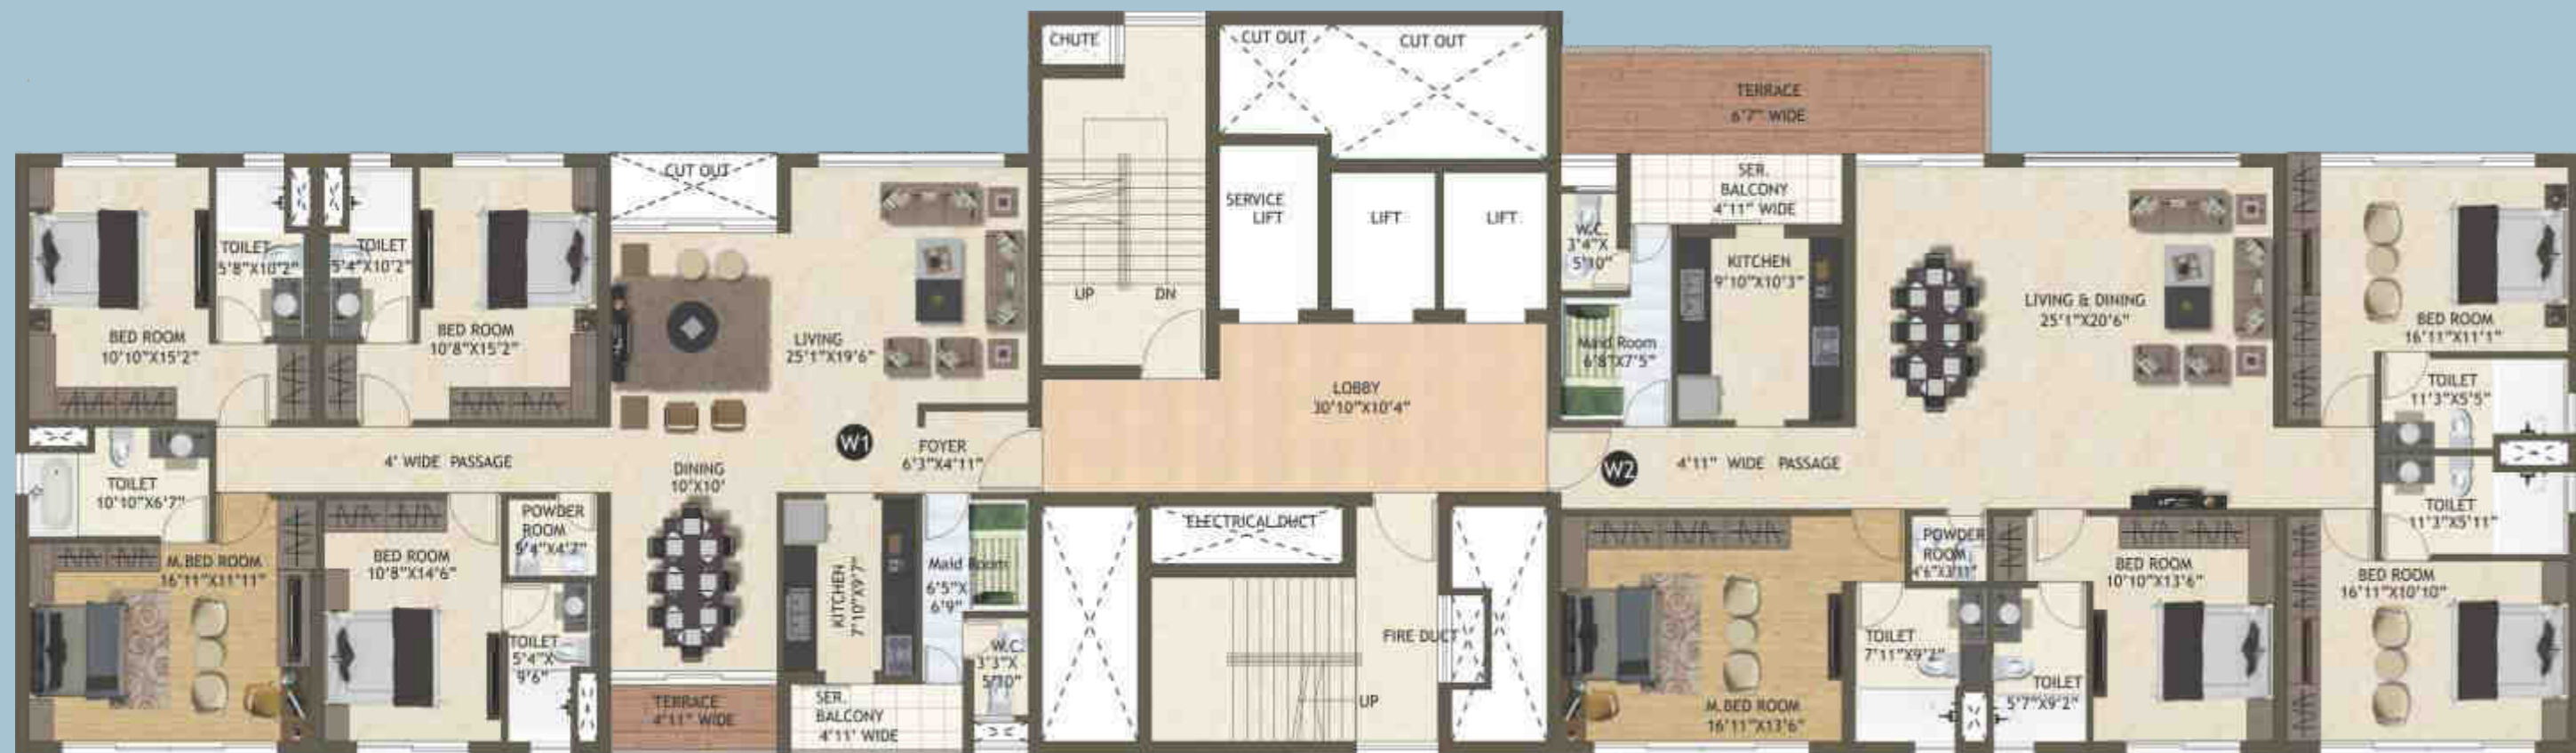 CHUTE
CUT OUT
CUT OUT
TERRACE
6'7" WIDE
CUT OUT
SERVICE
LIFT
LIFT
LIFT
UP
DN
SER.
BALCONY
4'11" WIDE
W.C.
3'4"X
5'10"
KITCHEN
9'10"X10'3"
Maid Room
6'8"X7'5"
LIVING & DINING
25'1"X20'6"
BED ROOM
16'11"X11'1"
TOILET
11'3"X5'5"
TOILET
11'3"X5'11"
BED ROOM
16'11"X10'10"
TOILET
5'8"X10'2"
TOILET
5'4"X10'2"
BED ROOM
10'10"X15'2"
BED ROOM
10'8"X15'2"
LIVING
25'1"X19'6"
LOBBY
30'10"X10'4"
W1
FOYER
6'3"X4'11"
W2
4'11" WIDE PASSAGE
4' WIDE PASSAGE
DINING
10'X10'
TOILET
10'10"X6'7"
M.BED ROOM
16'11"X11'11"
BED ROOM
10'8"X14'6"
POWDER
ROOM
5'4"X4'7"
TOILET
5'4"X
9'6"
KITCHEN
7'10"X9'7"
Maid Room
6'5"X
6'9"
W.C.
3'3"X
5'10"
TERRACE
4'11" WIDE
SER.
BALCONY
4'11' WIDE
ELECTRICAL DUCT
FIRE DUCT
UP
M.BED ROOM
16'11"X13'6"
POWDER
ROOM
4'6"X3'11"
TOILET
7'11"X9'2"
TOILET
5'7"X9'2"
BED ROOM
10'10"X13'6"